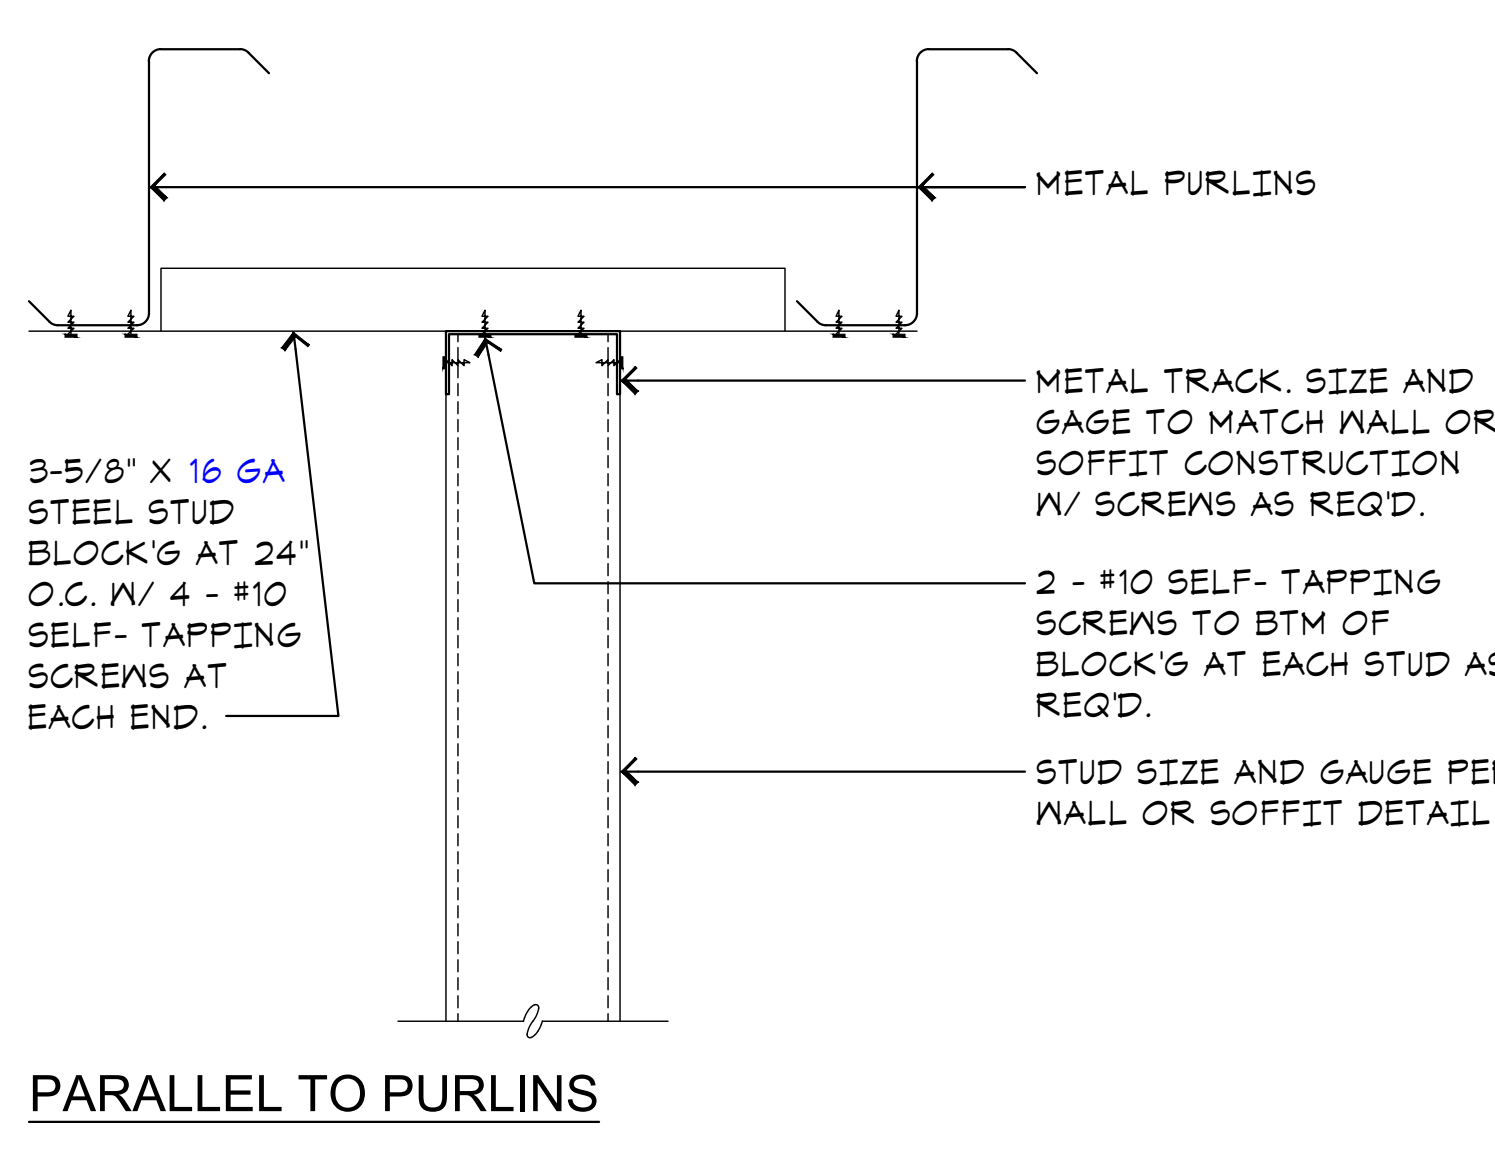 METAL PURLINS
METAL TRACK. SIZE AND
GAGE TO MATCH WALL OR
SOFFIT CONSTRUCTION
W/ SCREWS AS REQ'D.
3-5/8" X 16 GA
STEEL STUD
BLOCK'G AT 24"
O.C. W/ 4 - #10
SELF- TAPPING
SCREWS AT
EACH END.
2 - #10 SELF- TAPPING
SCREWS TO BTM OF
BLOCK'G AT EACH STUD AS
REQ'D.
STUD SIZE AND GAUGE PER
WALL OR SOFFIT DETAIL
PARALLEL TO PURLINS